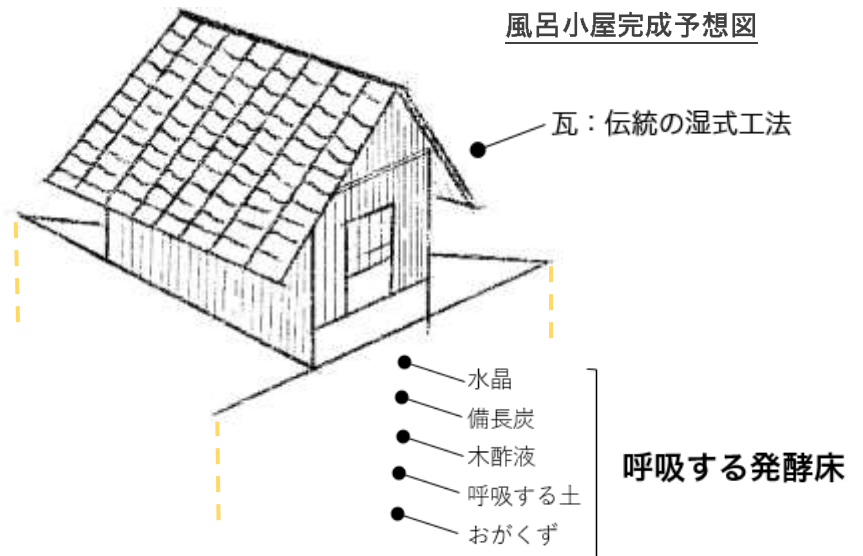 風呂小屋完成予想図
瓦：伝統の湿式工法
水晶
備長炭
木酢液
呼吸する土
おがくず
呼吸する発酵床